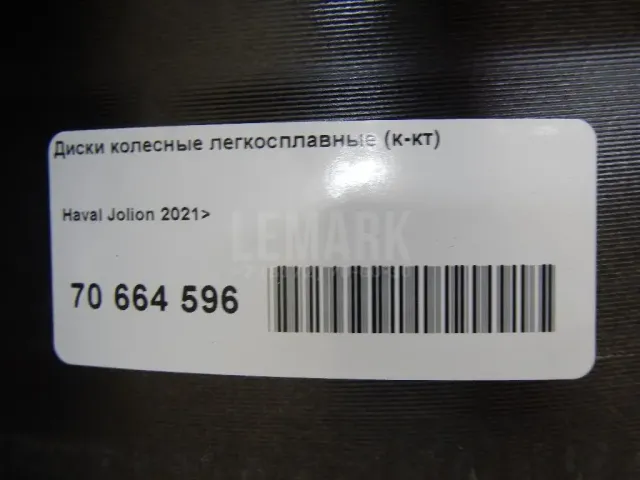 Диски колесные легкосплавные (к-кт)
Haval Jolion 2021>
LEMARK
70 664 596